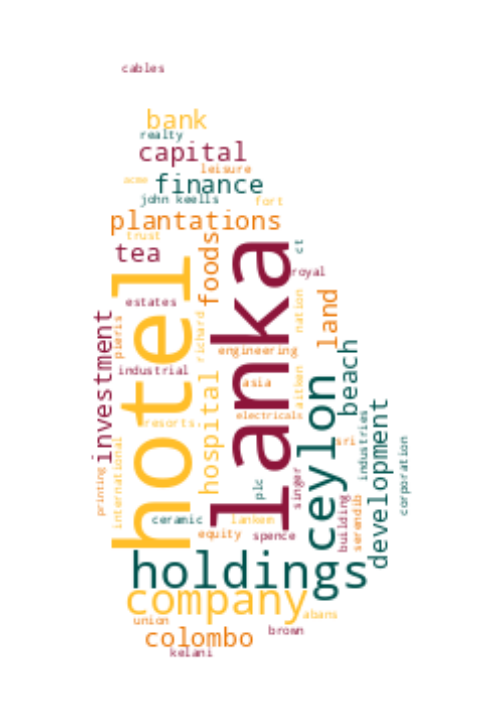 cables
bank
realty
capital
leisure
acme
finance
john keells
fort
plantations
trust
tea
foods
ct
royal
hotel
lanka
estates
nation
land
investment
pieris
richard
engineering
beach
industrial
asia
aitken
hospital
ceylon
resorts
electricals
development
industries
sri
corporation
international
printing
singer
plc
building
serendib
ceramic
lankem
equity
spence
holdings
company
abans
union
brown
colombo
kelani